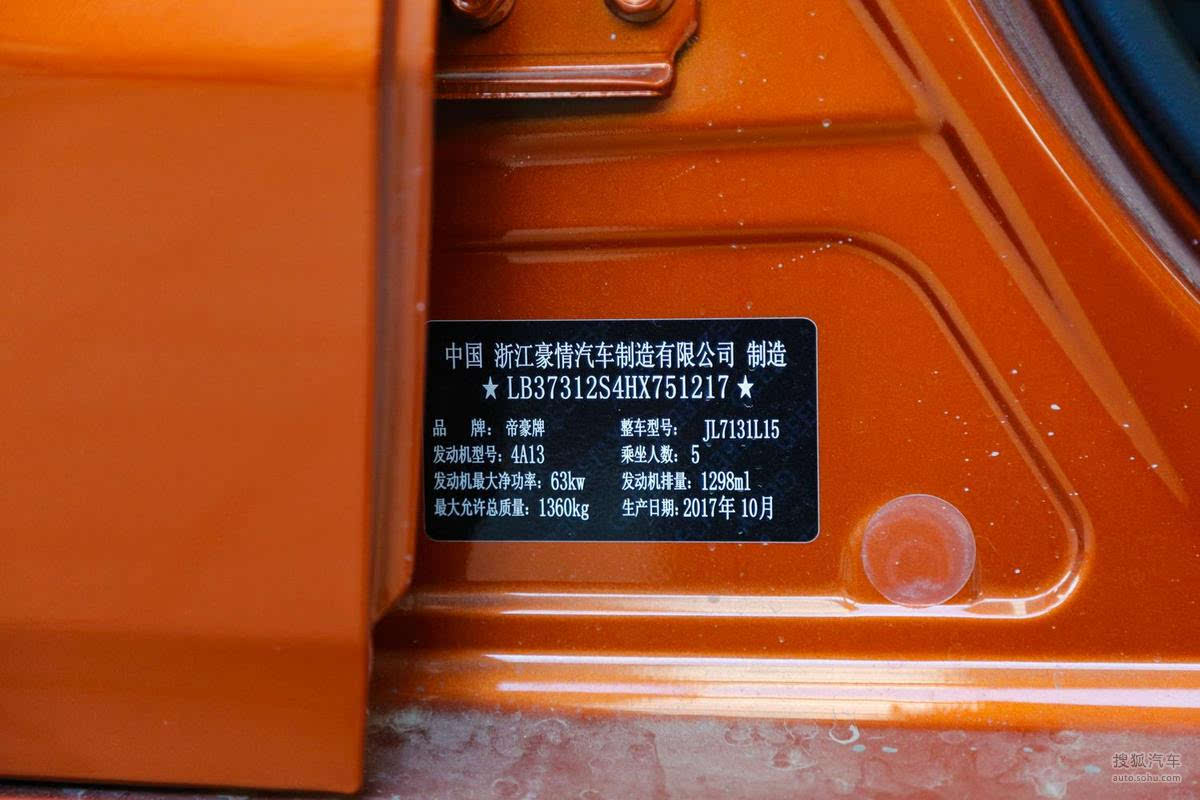 中国 浙江豪情汽车制造有限公司 制造
★LB37312S4HX751217★
品 牌: 帝豪牌 整车型号: JL7131L15
发动机型号: 4A13 乘坐人数: 5
发动机最大净功率: 63kw 发动机排量: 1298ml
最大允许总质量: 1360kg 生产日期: 2017年10月
搜狐汽车
auto.sohu.com